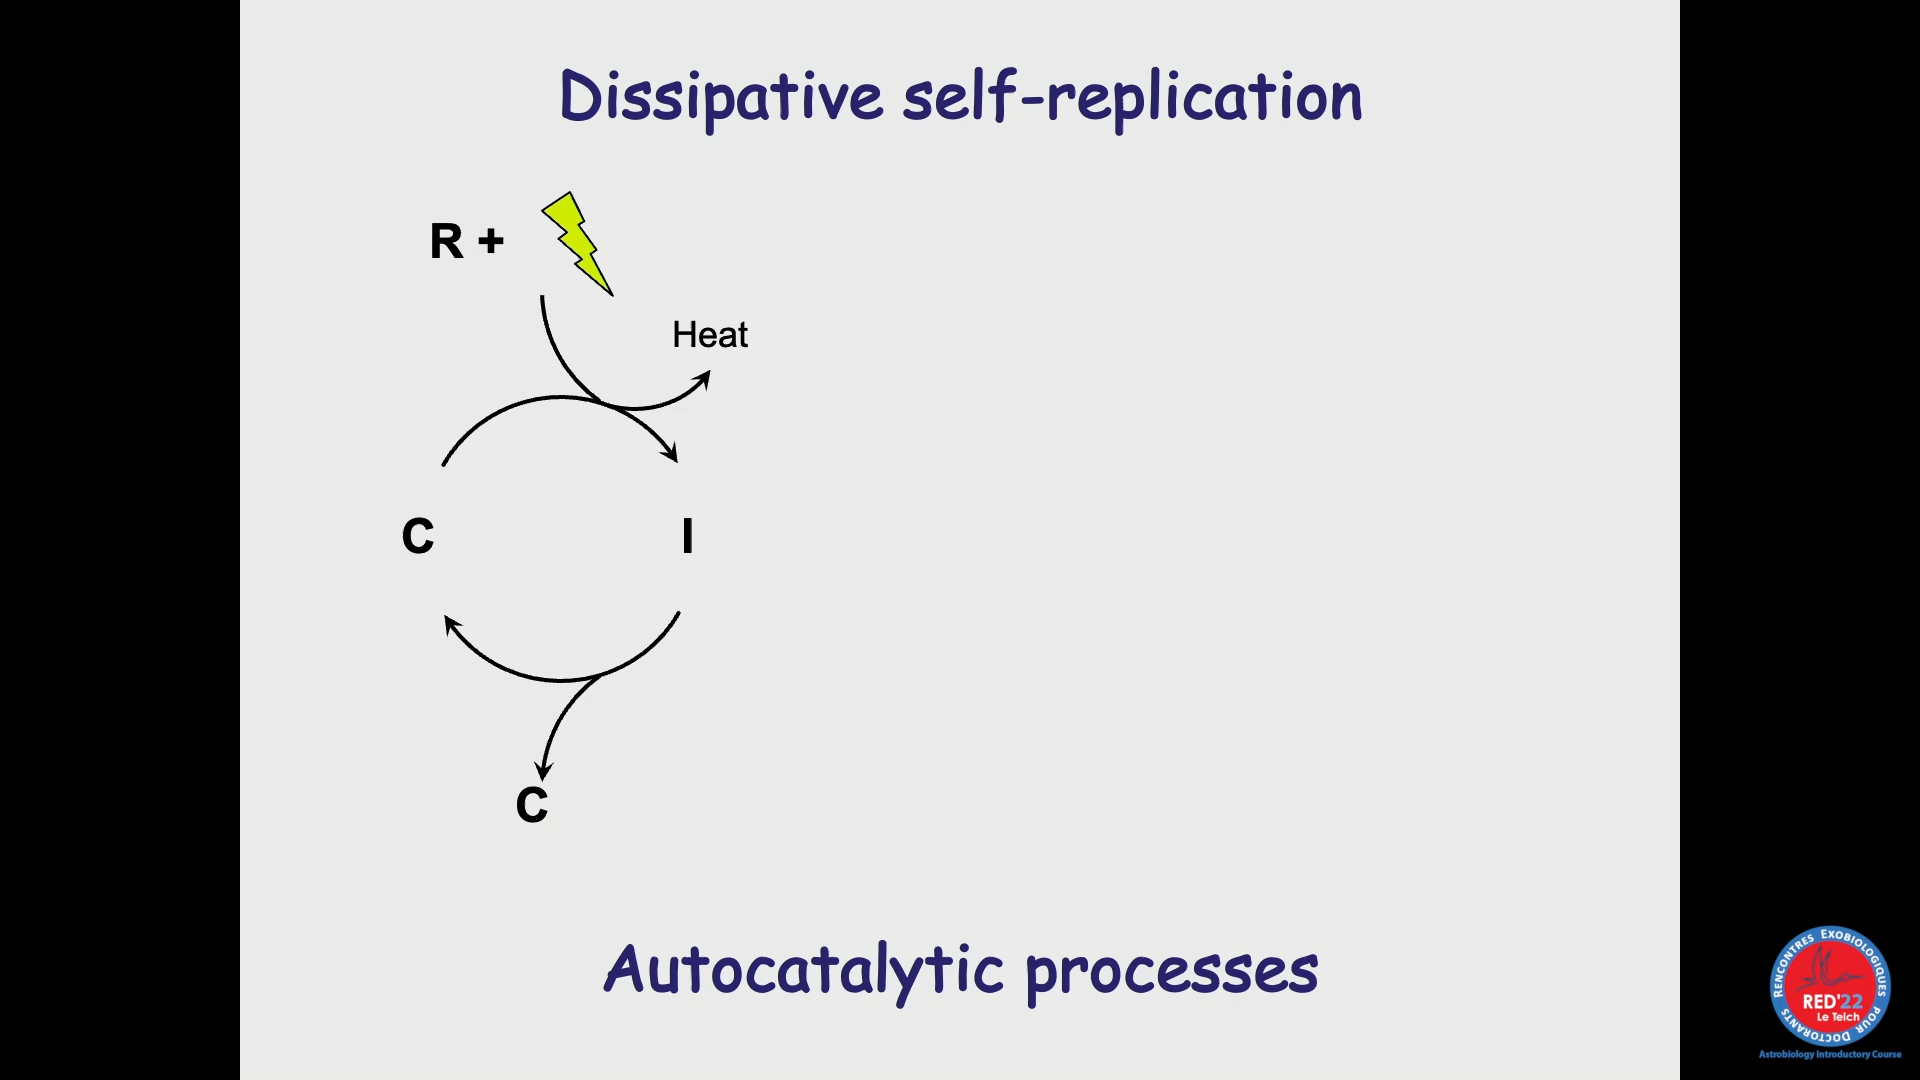 Dissipative self-replication
R +
Heat
C
I
C
Autocatalytic processes
RENCONTRES EXOBIOLOGIQUES POUR DOCTORANTS
RED'22
Le Teich
Astrobiology Introductory Course